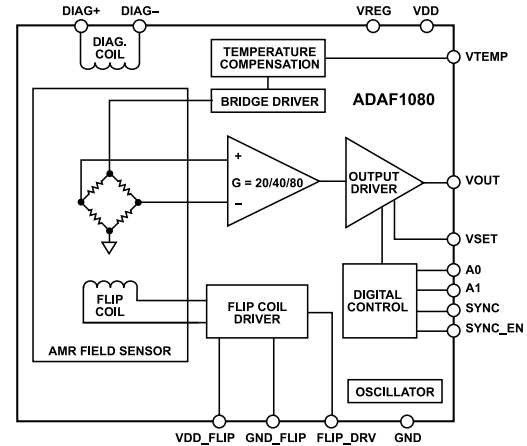 DIAG+ DIAG– VREG VDD
DIAG.
COIL
TEMPERATURE
COMPENSATION
VTEMP
BRIDGE DRIVER
ADAF1080
+
G = 20/40/80
–
OUTPUT
DRIVER
VOUT
VSET
A0
A1
SYNC
SYNC_EN
DIGITAL
CONTROL
FLIP
COIL
FLIP COIL
DRIVER
AMR FIELD SENSOR
OSCILLATOR
VDD_FLIP GND_FLIP FLIP_DRV GND